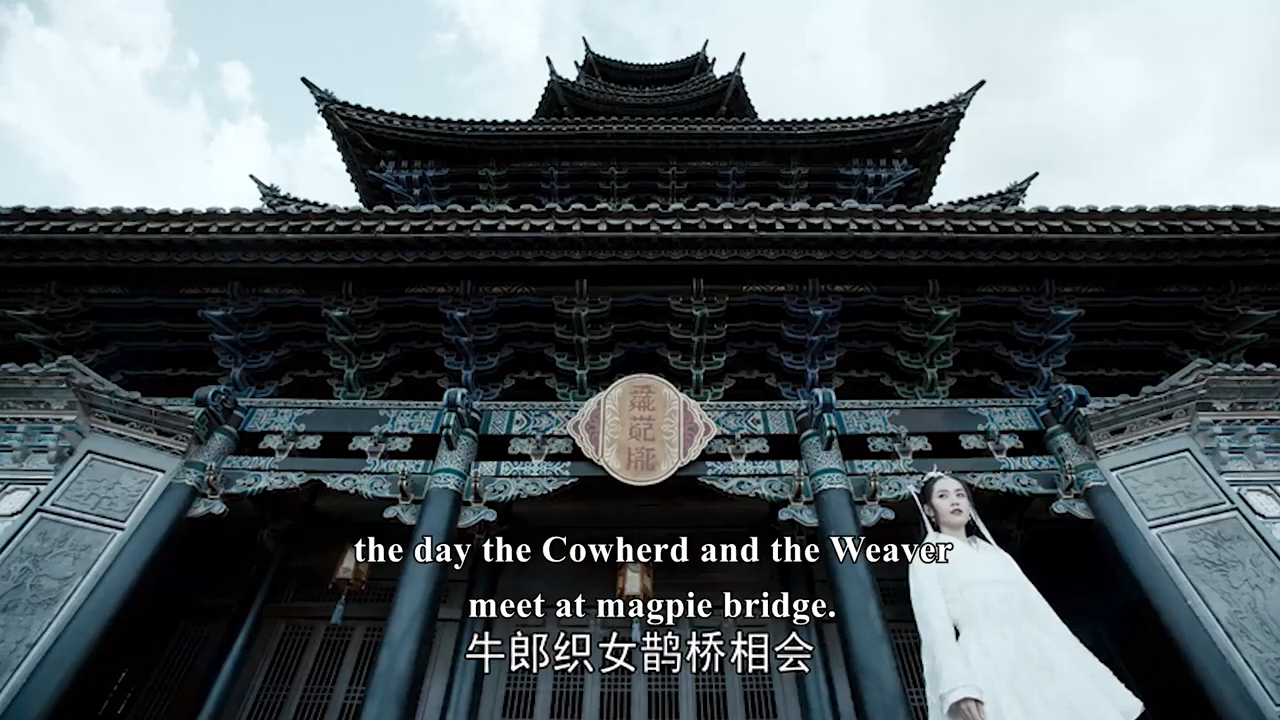 the day the Cowherd and the Weaver
meet at magpie bridge.
牛郎织女鹊桥相会